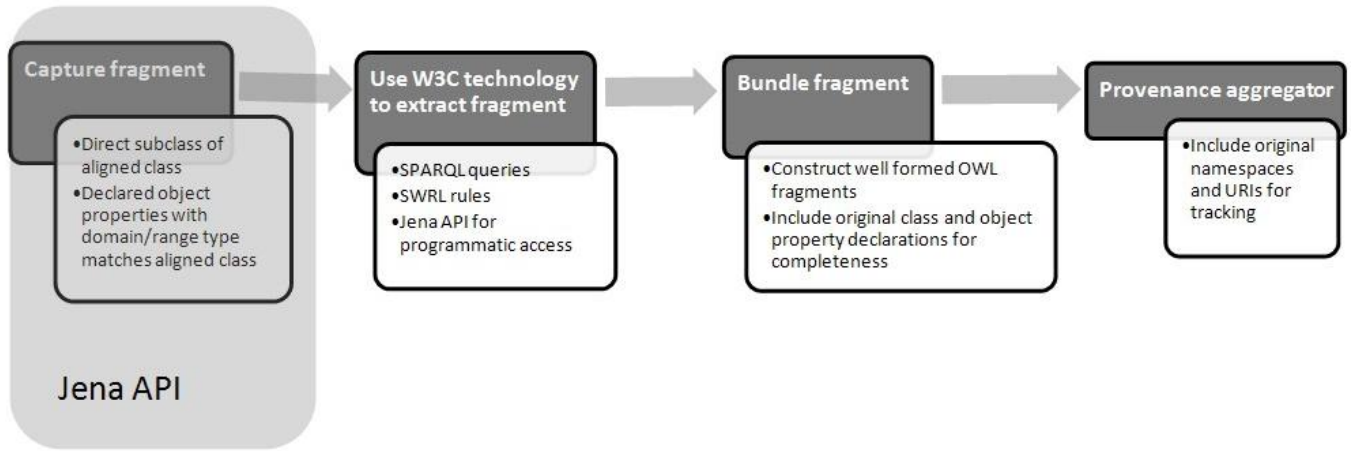 Capture fragment
•Direct subclass of
aligned class
•Declared object
properties with
domain/range type
matches aligned class
Jena API
Use W3C technology
to extract fragment
•SPARQL queries
•SWRL rules
•Jena API for
programmatic access
Bundle fragment
•Construct well formed OWL
fragments
•Include original class and object
property declarations for
completeness
Provenance aggregator
•Include original
namespaces
and URIs for
tracking